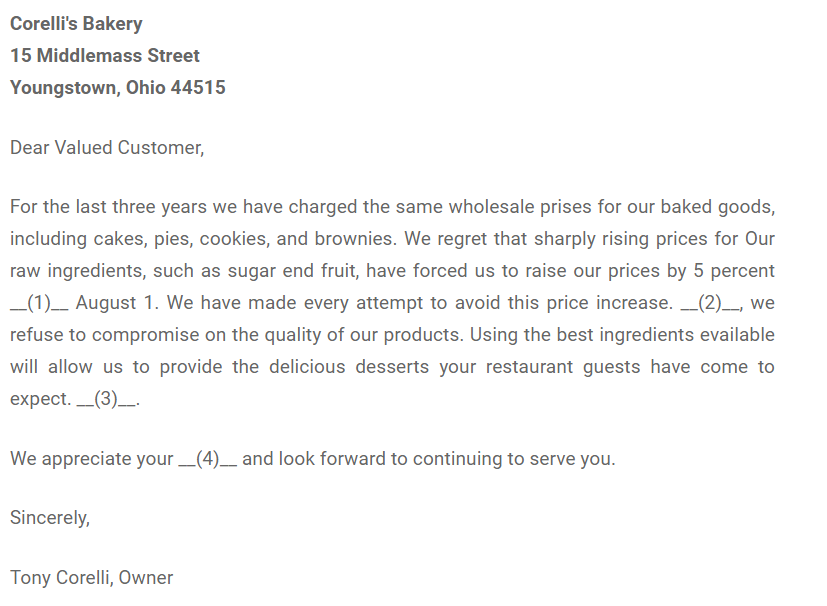 Corelli's Bakery
15 Middlemass Street
Youngstown, Ohio 44515
Dear Valued Customer,
For the last three years we have charged the same wholesale prises for our baked goods,
including cakes, pies, cookies, and brownies. We regret that sharply rising prices for Our
raw ingredients, such as sugar end fruit, have forced us to raise our prices by 5 percent
__(1)__ August 1. We have made every attempt to avoid this price increase. __(2)__, we
refuse to compromise on the quality of our products. Using the best ingredients evailable
will allow us to provide the delicious desserts your restaurant guests have come to
expect. __(3)__.
We appreciate your __(4)__ and look forward to continuing to serve you.
Sincerely,
Tony Corelli, Owner